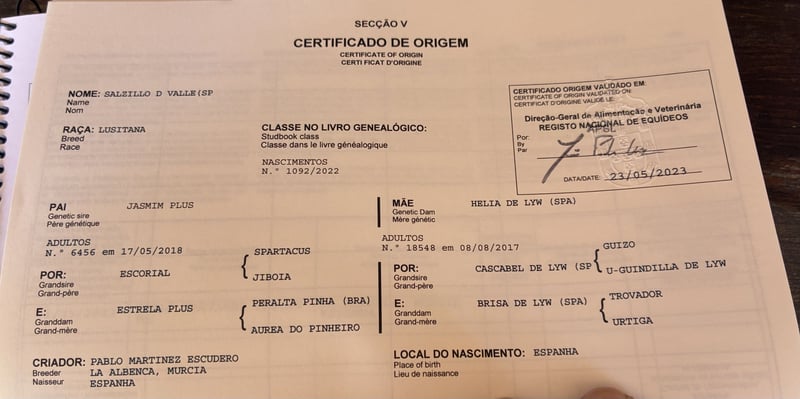 SECÇÃO V
CERTIFICADO DE ORIGEM
CERTIFICATE OF ORIGIN
CERTIFICAT D'ORIGINE
NOME: SALZILLO D VALLE(SP
Name
Nom
RAÇA: LUSITANA
Breed
Race
CLASSE NO LIVRO GENEALÓGICO:
Studbook class
Classe dans le livre généalogique
NASCIMENTOS
N.° 1092/2022
CERTIFICADO ORIGEM VALIDADO EM:
CERTIFICATE OF ORIGIN VALIDATED ON:
CERTIFICAT D'ORIGINE VALIDÉ LE:
Direção-Geral de Alimentação e Veterinária
REGISTO NACIONAL DE EQUÍDEOS
APSL
Por:
By
Par
DATA/DATE: 23/05/2023
PAI JASMIM PLUS
Genetic sire
Père génétique
ADULTOS
N.° 6456 em 17/05/2018
POR: ESCORIAL
Grandsire
Grand-père
SPARTACUS
JIBOIA
E: ESTRELA PLUS
Granddam
Grand-mère
PERALTA PINHA (BRA)
AUREA DO PINHEIRO
MÃE HELIA DE LYW (SPA)
Genetic Dam
Mère génétic
ADULTOS
N.° 18548 em 08/08/2017
POR: CASCABEL DE LYW (SP
Grandsire
Grand-père
GUIZO
U-GUINDILLA DE LYW
E: BRISA DE LYW (SPA)
Granddam
Grand-mère
TROVADOR
URTIGA
CRIADOR: PABLO MARTINEZ ESCUDERO
Breeder LA ALBENCA, MURCIA
Naisseur ESPANHA
LOCAL DO NASCIMENTO: ESPANHA
Place of birth
Lieu de naissance